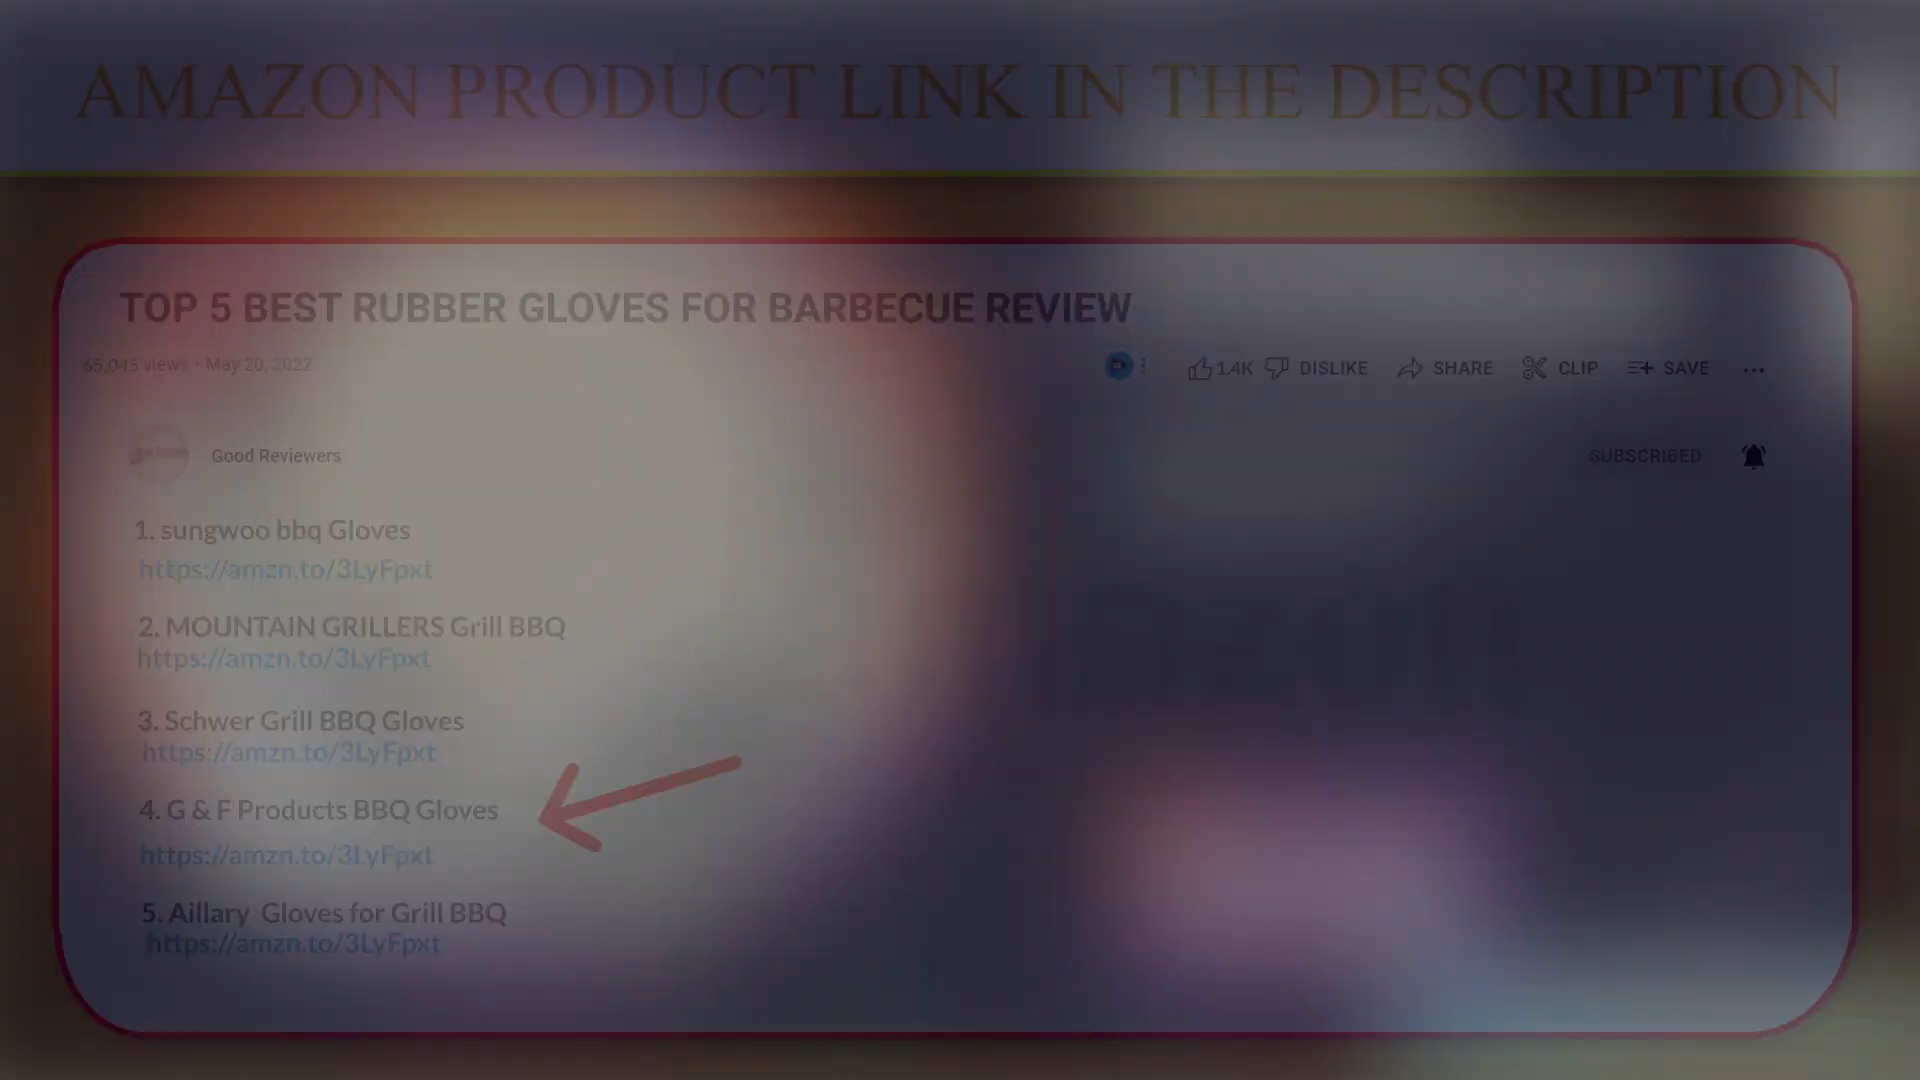 AMAZON PRODUCT LINK IN THE DESCRIPTION
TOP 5 BEST RUBBER GLOVES FOR BARBECUE REVIEW
65,045 views • May 20, 2022
1.4K DISLIKE SHARE CLIP SAVE ...
Good Reviewers
SUBSCRIBED
1. sungwoo bbq Gloves
https://amzn.to/3LyFpxt
2. MOUNTAIN GRILLERS Grill BBQ
https://amzn.to/3LyFpxt
3. Schwer Grill BBQ Gloves
https://amzn.to/3LyFpxt
4. G & F Products BBQ Gloves
https://amzn.to/3LyFpxt
5. Aillary Gloves for Grill BBQ
https://amzn.to/3LyFpxt